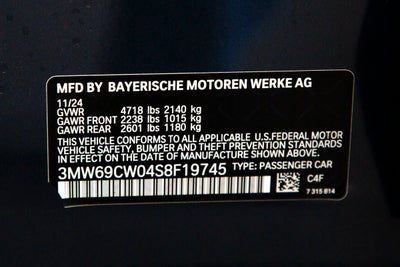 MFD BY BAYERISCHE MOTOREN WERKE AG
11/24
GVWR 4718 lbs 2140 kg
GAWR FRONT 2238 lbs 1015 kg
GAWR REAR 2601 lbs 1180 kg
THIS VEHICLE CONFORMS TO ALL APPLICABLE U.S.FEDERAL MOTOR
VEHICLE SAFETY, BUMPER, AND THEFT PREVENTION STANDARDS IN
EFFECT ON THE DATE OF MANUFACTURE SHOWN ABOVE.
3MW69CW04S8F19745 TYPE: PASSENGER CAR
C4F
7 315 814